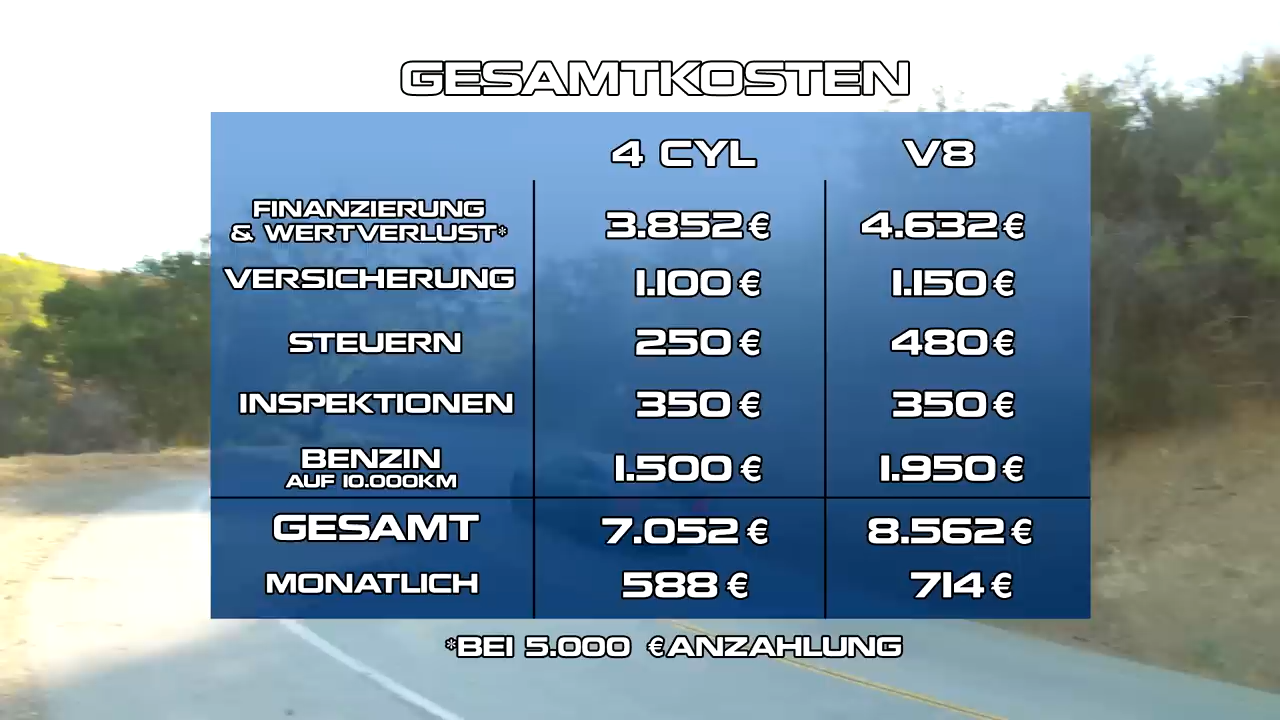 GESAMTKOSTEN
4 CYL V8
FINANZIERUNG
& WERTVERLUST* 3.852 € 4.632 €
VERSICHERUNG 1.100 € 1.150 €
STEUERN 250 € 480 €
INSPEKTIONEN 350 € 350 €
BENZIN 1.500 € 1.950 €
AUF 10.000KM
GESAMT 7.052 € 8.562 €
MONATLICH 588 € 714 €
*BEI 5.000 €ANZAHLUNG